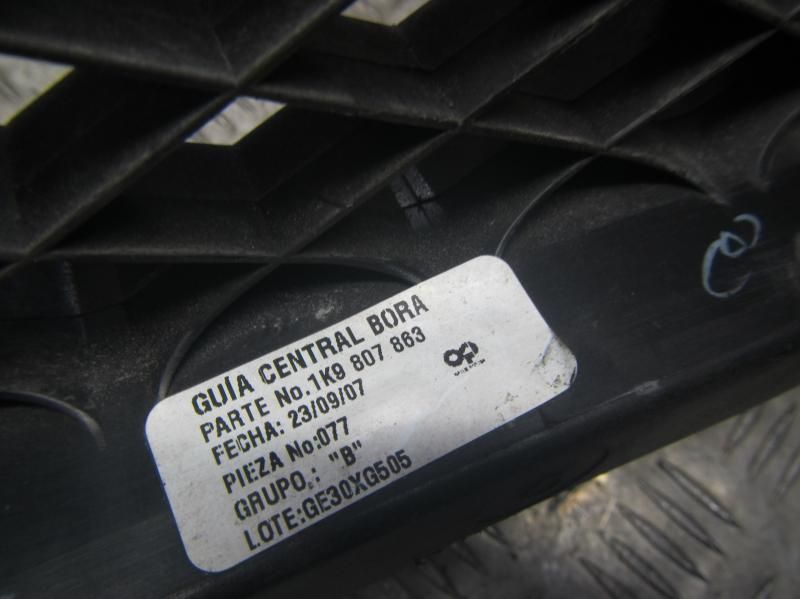 GUÍA CENTRAL BORA
PARTE No.1K9 807 863
FECHA: 23/09/07
PIEZA No:077
GRUPO.: "B"
LOTE:GE30XG505